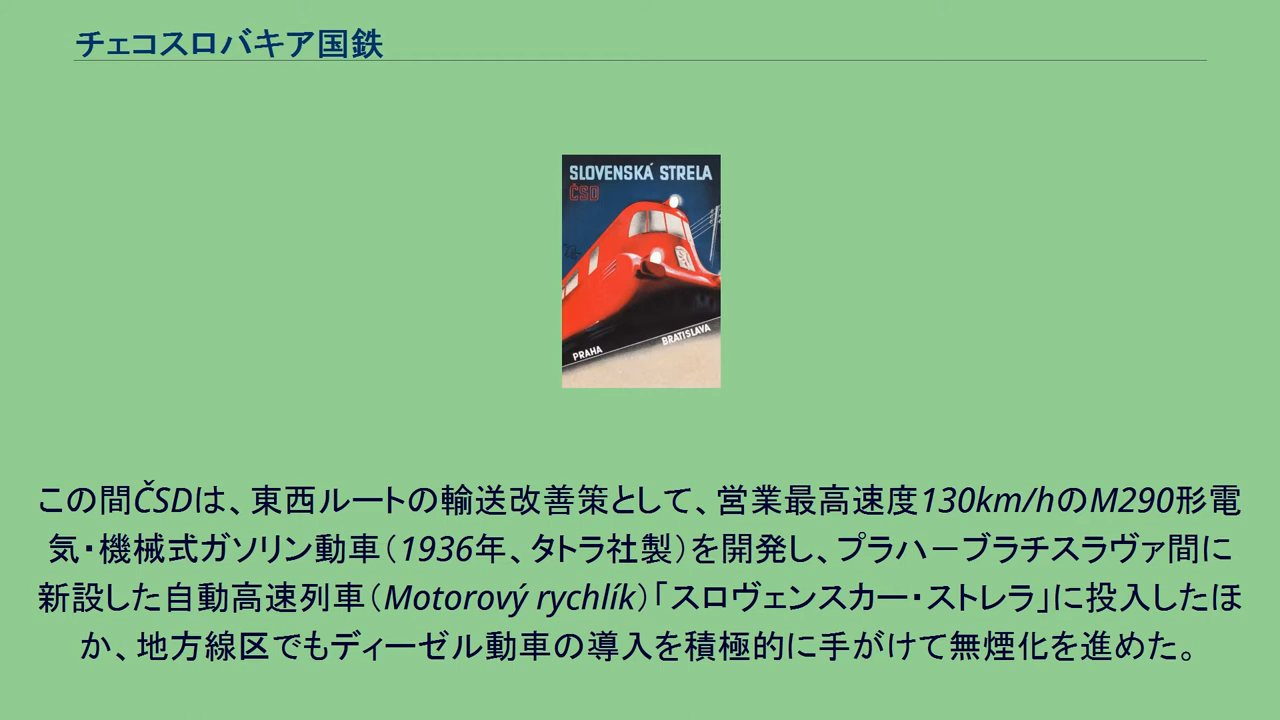 チェコスロバキア国鉄
SLOVENSKÁ STRELA
ČSD
PRAHA
BRATISLAVA
この間ČSDは、東西ルートの輸送改善策として、営業最高速度130km/hのM290形電
気・機械式ガソリン動車（1936年、タトラ社製）を開発し、プラハ－ブラチスラヴァ間に
新設した自動高速列車（Motorový rychlík）「スロヴェンスカー・ストレラ」に投入したほ
か、地方線区でもディーゼル動車の導入を積極的に手がけて無煙化を進めた。